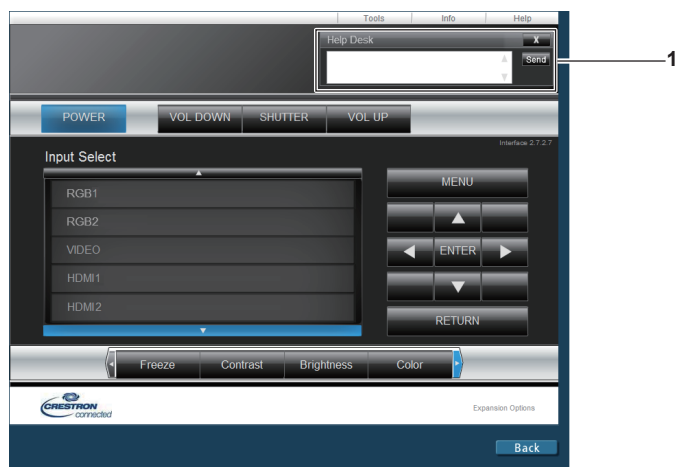 Tools Info Help
Help Desk X
Send
1
POWER VOL DOWN SHUTTER VOL UP
Interface 2.7.2.7
Input Select
MENU
RGB1
RGB2
VIDEO
ENTER
HDMI1
HDMI2
RETURN
Freeze Contrast Brightness Color
CRESTRON
connected
Expansion Options
Back